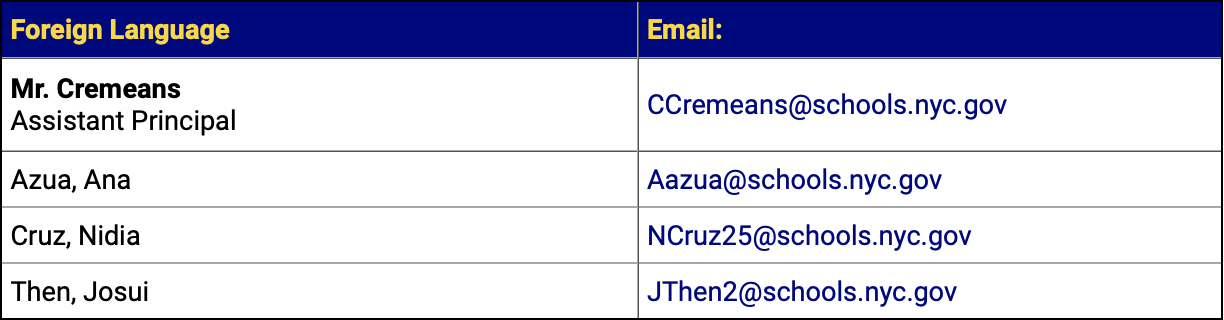 Foreign Language Email:
Mr. Cremeans
Assistant Principal CCremeans@schools.nyc.gov
Azua, Ana Aazua@schools.nyc.gov
Cruz, Nidia NCruz25@schools.nyc.gov
Then, Josui JThen2@schools.nyc.gov